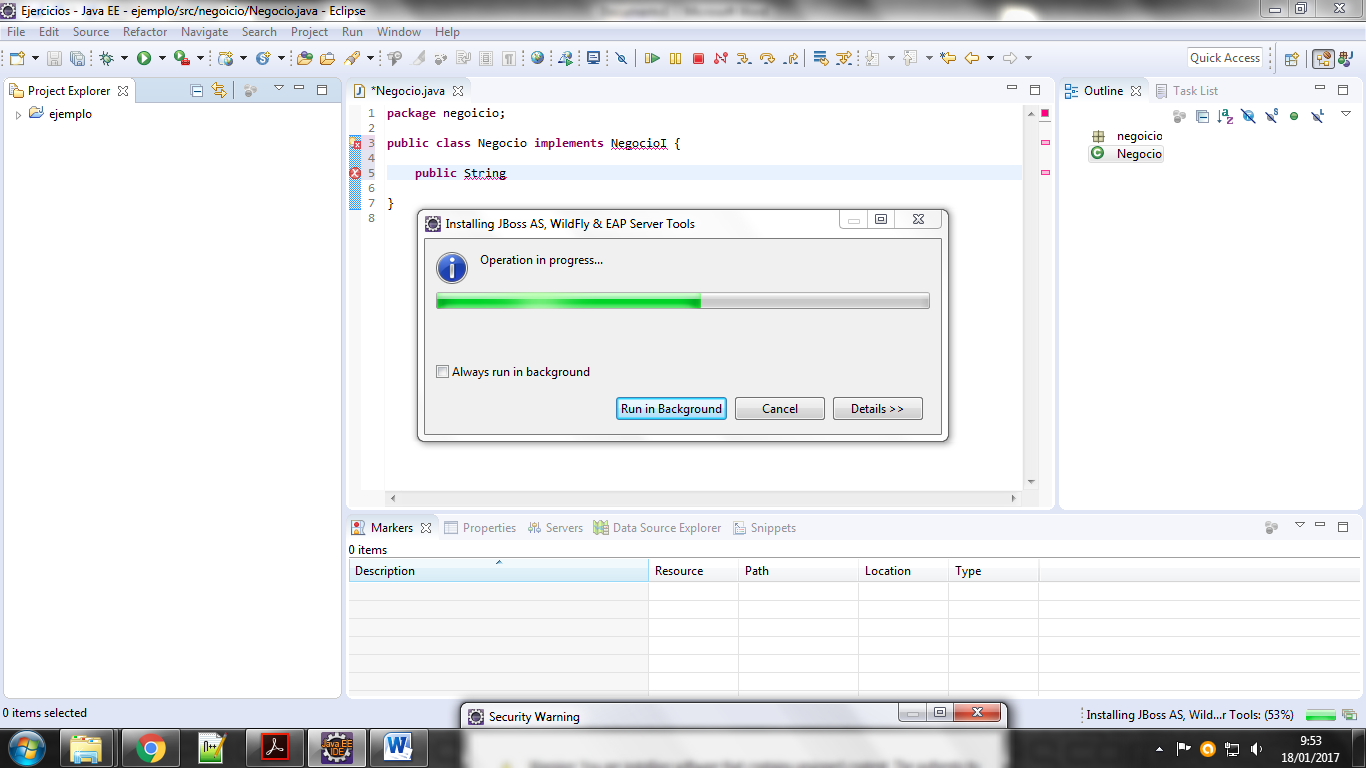 Ejercicios - Java EE - ejemplo/src/negoicio/Negocio.java - Eclipse
File Edit Source Refactor Navigate Search Project Run Window Help
Quick Access
Project Explorer
ejemplo
*Negocio.java
1 package negoicio;
2
3 public class Negocio implements NegocioI {
4
5 public String
6
7 }
8
Outline Task List
negoicio
Negocio
Installing JBoss AS, WildFly & EAP Server Tools
Operation in progress...
Always run in background
Run in Background Cancel Details >>
Markers Properties Servers Data Source Explorer Snippets
0 items
Description Resource Path Location Type
0 items selected
Installing JBoss AS, Wild...r Tools: (53%)
Security Warning
Java EE
IDE
9:53
18/01/2017